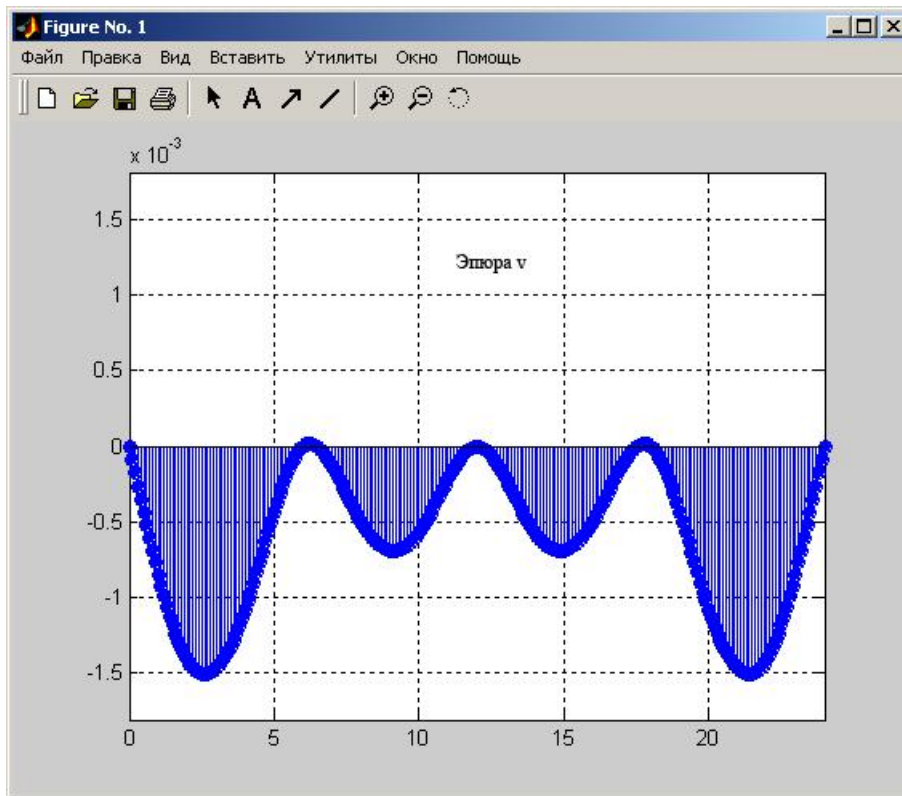 Figure No. 1
Файл Правка Вид Вставить Утилиты Окно Помощь
A
x 10^-3
Эпюра v
1.5
1
0.5
0
-0.5
-1
-1.5
0 5 10 15 20